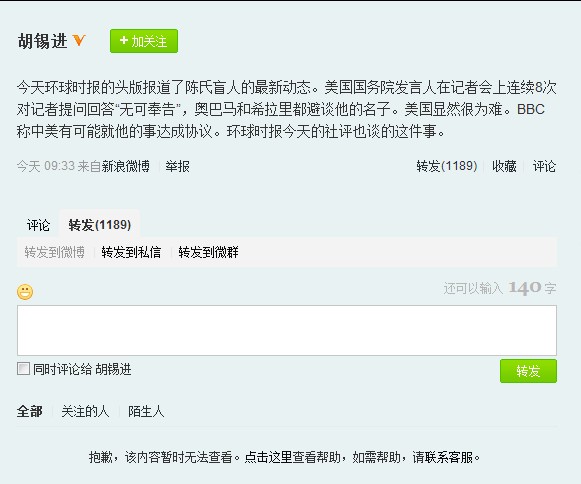 胡锡进
+ 加关注
今天环球时报的头版报道了陈氏盲人的最新动态。美国国务院发言人在记者会上连续8次
对记者提问回答“无可奉告”，奥巴马和希拉里都避谈他的名子。美国显然很为难。BBC
称中美有可能就他的事达成协议。环球时报今天的社评也谈的这件事。
今天 09:33 来自新浪微博 举报 转发(1189) 收藏 评论
评论 转发(1189)
转发到微博 转发到私信 转发到微群
还可以输入 140 字
同时评论给 胡锡进 转发
全部 关注的人 陌生人
抱歉，该内容暂时无法查看。点击这里查看帮助，如需帮助，请联系客服。